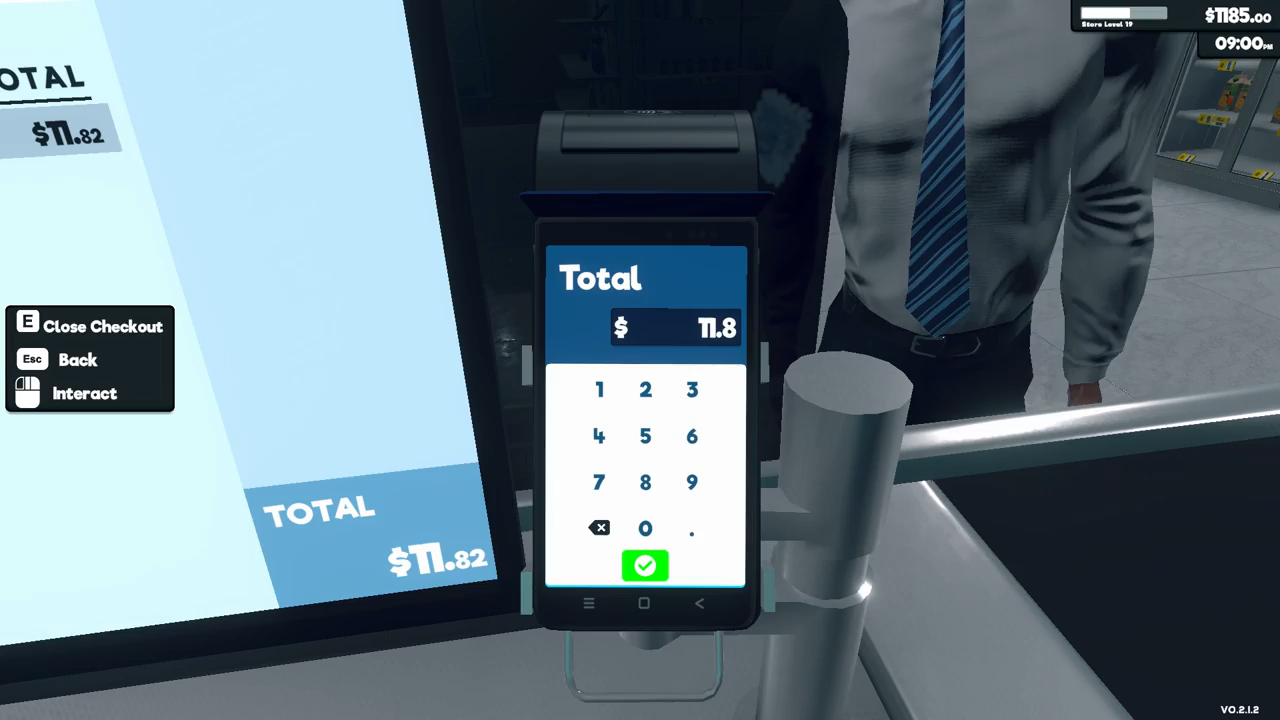 OTAL
$11.82
E Close Checkout
Esc Back
Interact
TOTAL
$11.82
Total
$ 11.8
1 2 3
4 5 6
7 8 9
0 .
Store Level 19
$1185.00
09:00PM
V0.2.1.2